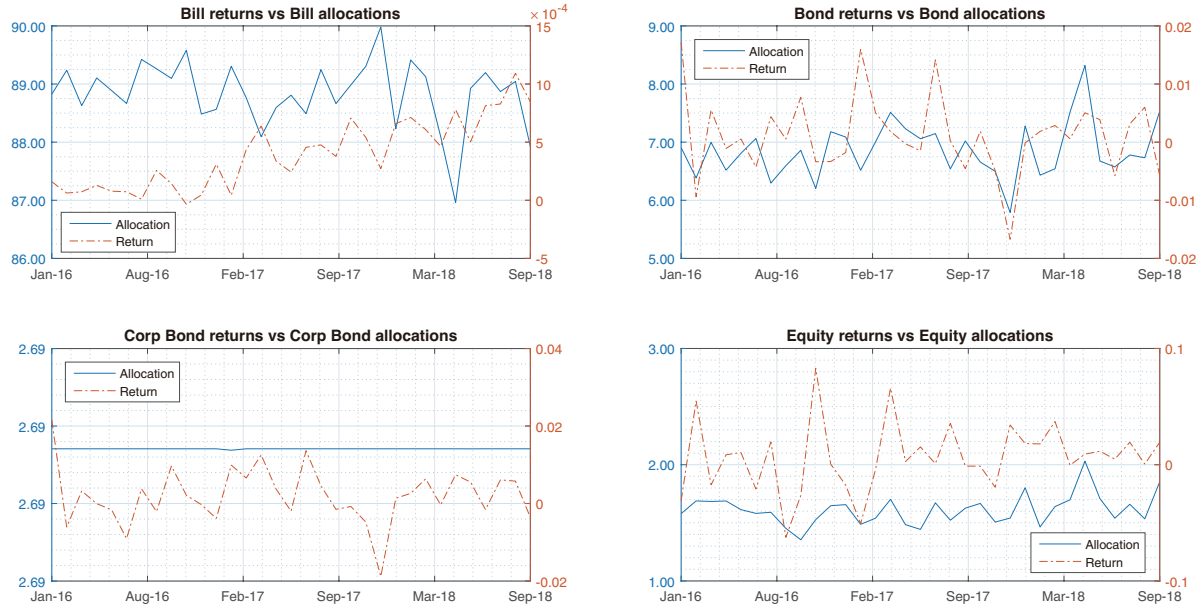 Bill returns vs Bill allocations
× 10⁻⁴
90.00
89.00
88.00
87.00
86.00
15
10
5
0
-5
Allocation
Return
Jan-16 Aug-16 Feb-17 Sep-17 Mar-18 Sep-18
Bond returns vs Bond allocations
9.00
8.00
7.00
6.00
5.00
0.02
0.01
0
-0.01
-0.02
Allocation
Return
Jan-16 Aug-16 Feb-17 Sep-17 Mar-18 Sep-18
Corp Bond returns vs Corp Bond allocations
2.69
2.69
2.69
2.69
0.04
0.02
0
-0.02
Allocation
Return
Jan-16 Aug-16 Feb-17 Sep-17 Mar-18 Sep-18
Equity returns vs Equity allocations
3.00
2.00
1.00
0.1
0
-0.1
Allocation
Return
Jan-16 Aug-16 Feb-17 Sep-17 Mar-18 Sep-18